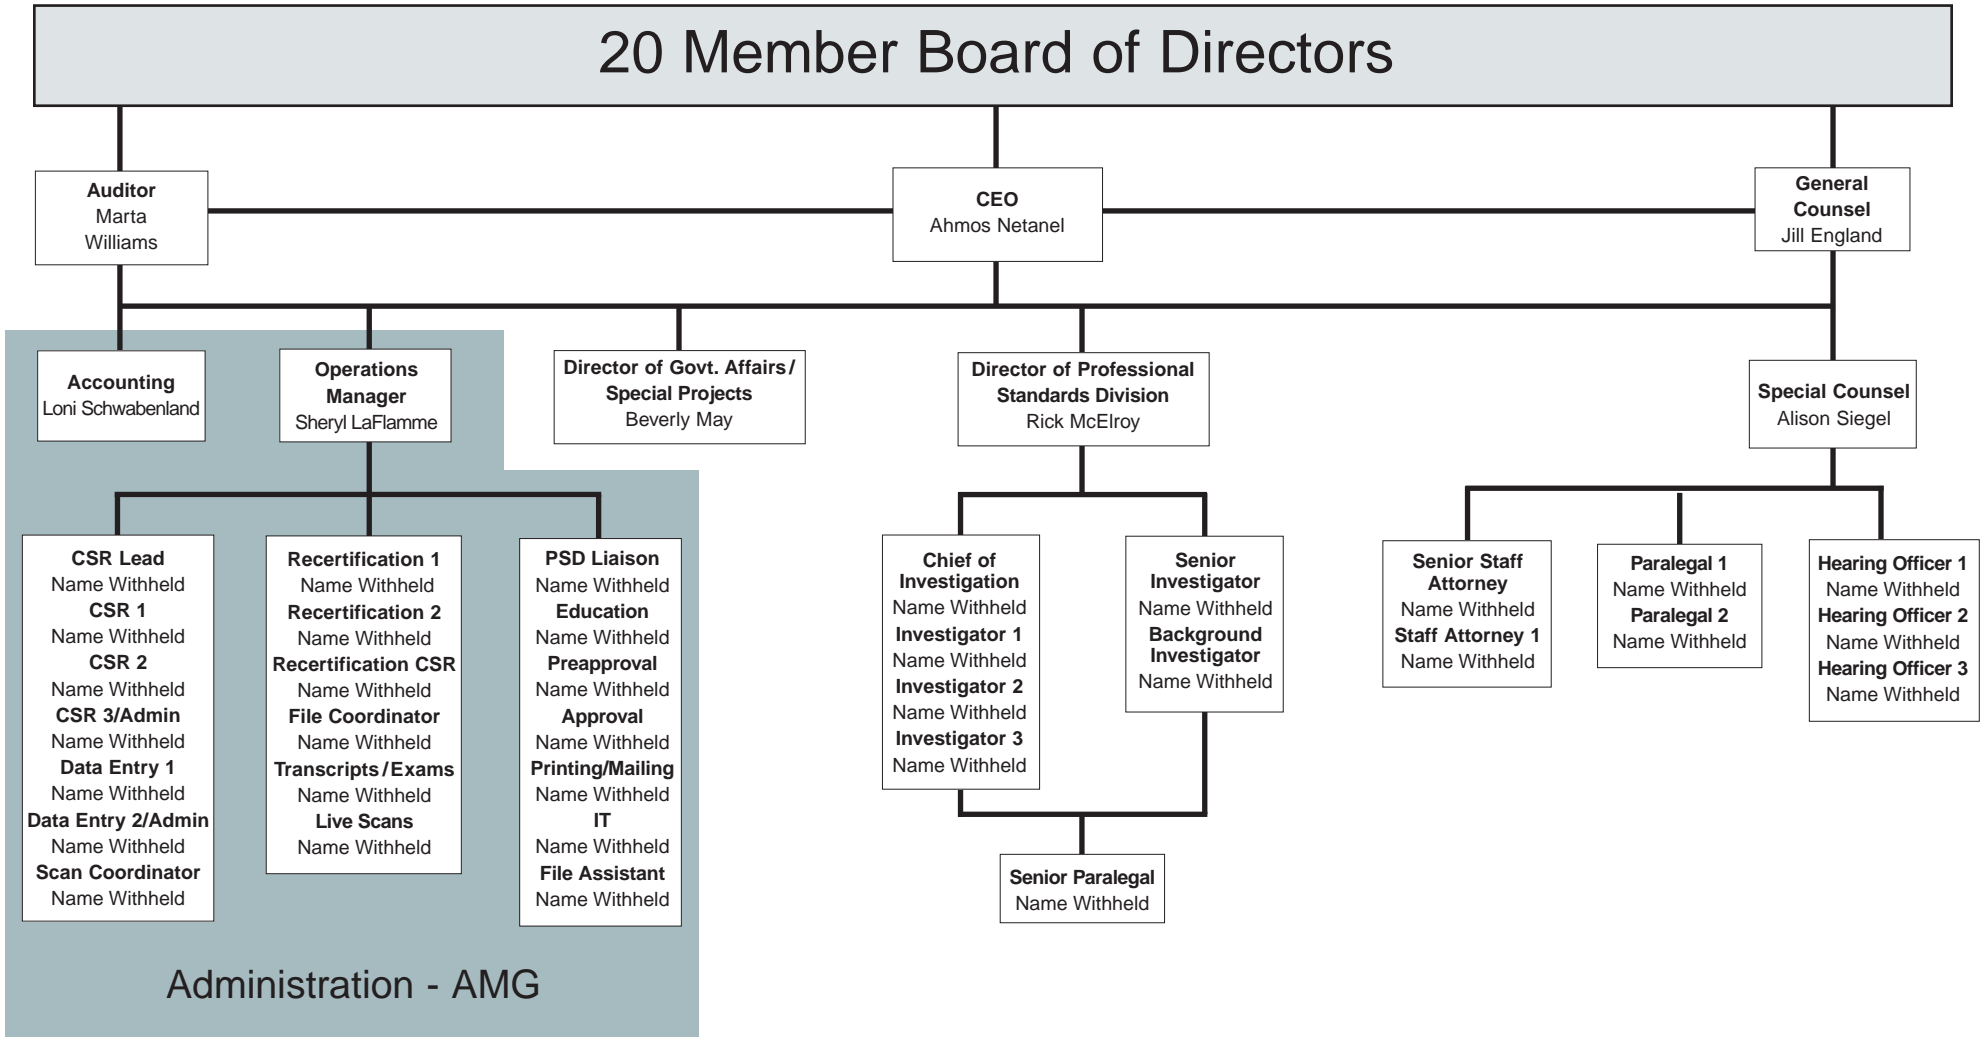 20 Member Board of Directors
Auditor
Marta
Williams
CEO
Ahmos Netanel
General
Counsel
Jill England
Accounting
Loni Schwabenland
Operations
Manager
Sheryl LaFlamme
Director of Govt. Affairs/
Special Projects
Beverly May
Director of Professional
Standards Division
Rick McElroy
Special Counsel
Alison Siegel
CSR Lead
Name Withheld
CSR 1
Name Withheld
CSR 2
Name Withheld
CSR 3/Admin
Name Withheld
Data Entry 1
Name Withheld
Data Entry 2/Admin
Name Withheld
Scan Coordinator
Name Withheld
Recertification 1
Name Withheld
Recertification 2
Name Withheld
Recertification CSR
Name Withheld
File Coordinator
Name Withheld
Transcripts/Exams
Name Withheld
Live Scans
Name Withheld
PSD Liaison
Name Withheld
Education
Name Withheld
Preapproval
Name Withheld
Approval
Name Withheld
Printing/Mailing
Name Withheld
IT
Name Withheld
File Assistant
Name Withheld
Chief of
Investigation
Name Withheld
Investigator 1
Name Withheld
Investigator 2
Name Withheld
Investigator 3
Name Withheld
Senior
Investigator
Name Withheld
Background
Investigator
Name Withheld
Senior Paralegal
Name Withheld
Senior Staff
Attorney
Name Withheld
Staff Attorney 1
Name Withheld
Paralegal 1
Name Withheld
Paralegal 2
Name Withheld
Hearing Officer 1
Name Withheld
Hearing Officer 2
Name Withheld
Hearing Officer 3
Name Withheld
Administration - AMG